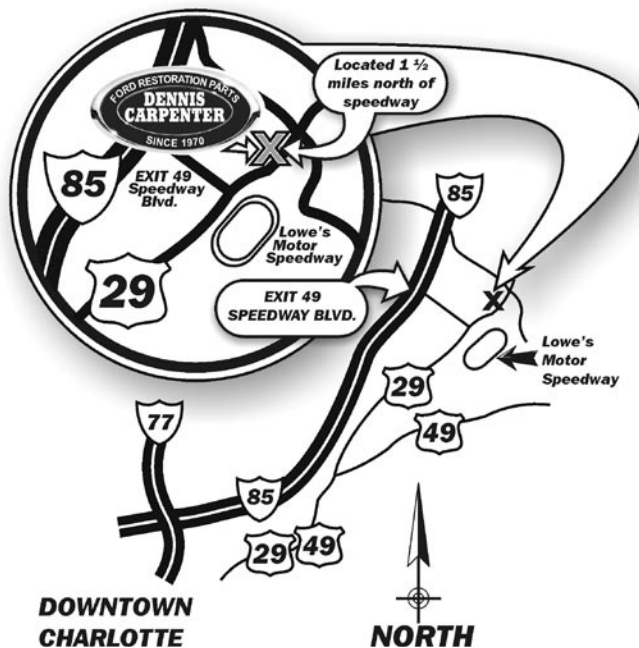 FORD RESTORATION PARTS
DENNIS
CARPENTER
SINCE 1970
Located 1 ½
miles north of
speedway
X
85
EXIT 49
Speedway
Blvd.
29
Lowe's
Motor
Speedway
85
EXIT 49
SPEEDWAY BLVD.
X
Lowe's
Motor
Speedway
29
49
77
85
29
49
DOWNTOWN
CHARLOTTE
NORTH